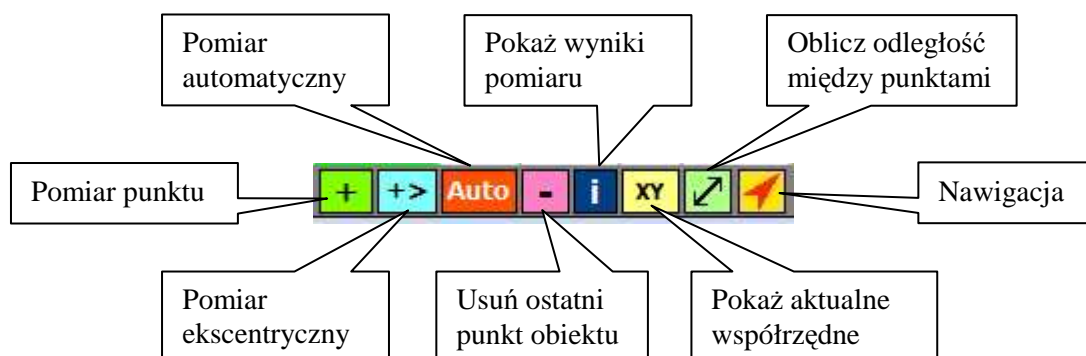 Pomiar
automatyczny
Pokaż wyniki
pomiaru
Oblicz odległość
między punktami
Pomiar punktu
+ +> Auto - i XY
Nawigacja
Pomiar
ekscentryczny
Usuń ostatni
punkt obiektu
Pokaż aktualne
współrzędne